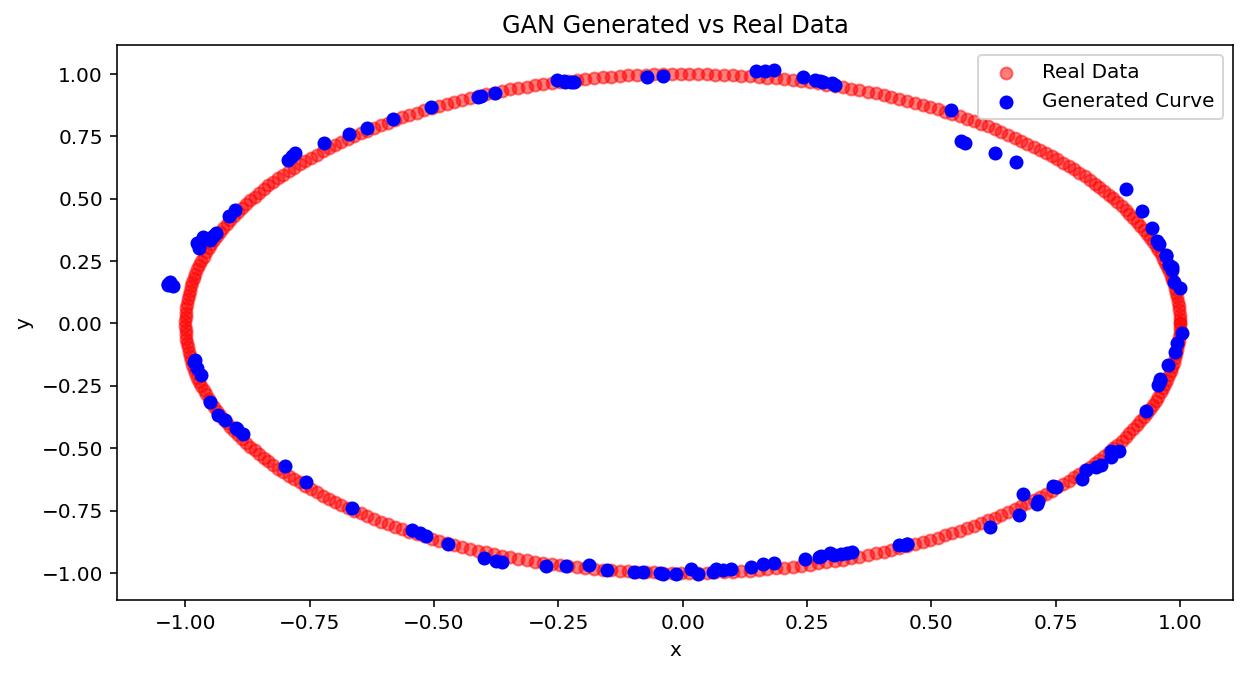 GAN Generated vs Real Data
Real Data
Generated Curve
1.00
0.75
0.50
0.25
0.00
−0.25
−0.50
−0.75
−1.00
y
−1.00 −0.75 −0.50 −0.25 0.00 0.25 0.50 0.75 1.00
x